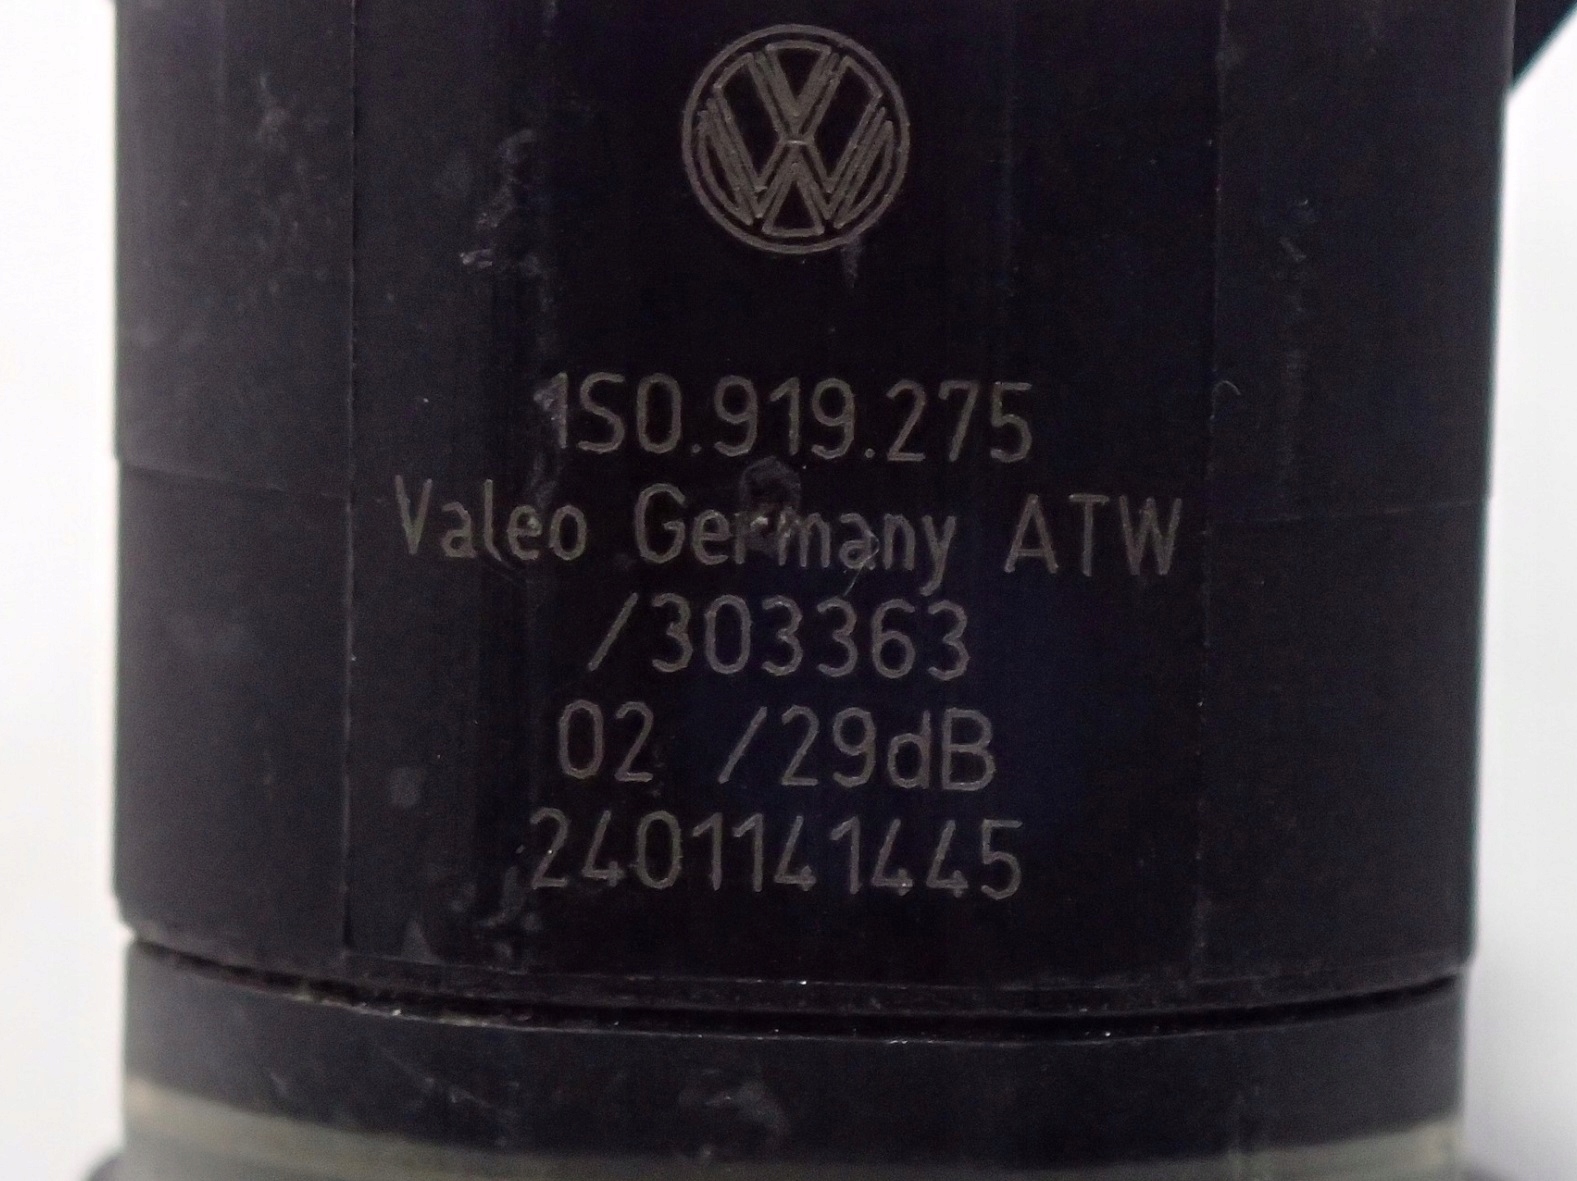 1S0.919.275
Valeo Germany ATW
/303363
02 /29dB
2401141445